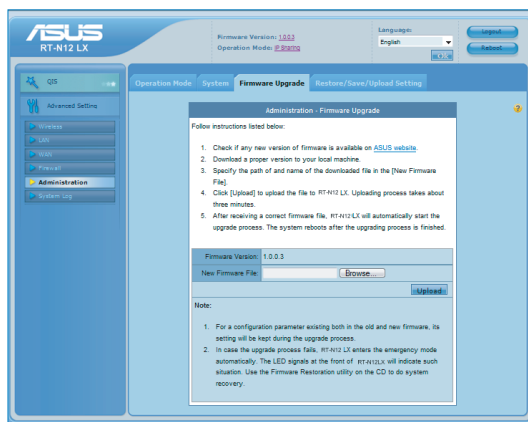 ASUS
RT-N12 LX
Firmware Version: 1.0.0.3
Operation Mode: IP Sharing
Language:
English
Logout
Reboot
QIS
Advanced Setting
Wireless
LAN
WAN
Firewall
Administration
System Log
Operation Mode System Firmware Upgrade Restore/Save/Upload Setting
Administration - Firmware Upgrade
Follow instructions listed below:
1. Check if any new version of firmware is available on ASUS website.
2. Download a proper version to your local machine.
3. Specify the path of and name of the downloaded file in the [New Firmware
File].
4. Click [Upload] to upload the file to RT-N12 LX. Uploading process takes about
three minutes.
5. After receiving a correct firmware file, RT-N12 LX will automatically start the
upgrade process. The system reboots after the upgrading process is finished.
Firmware Version: 1.0.0.3
New Firmware File: Browse...
Upload
Note:
1. For a configuration parameter existing both in the old and new firmware, its
setting will be kept during the upgrade process.
2. In case the upgrade process fails, RT-N12 LX enters the emergency mode
automatically. The LED signals at the front of RT-N12LX will indicate such
situation. Use the Firmware Restoration utility on the CD to do system
recovery.